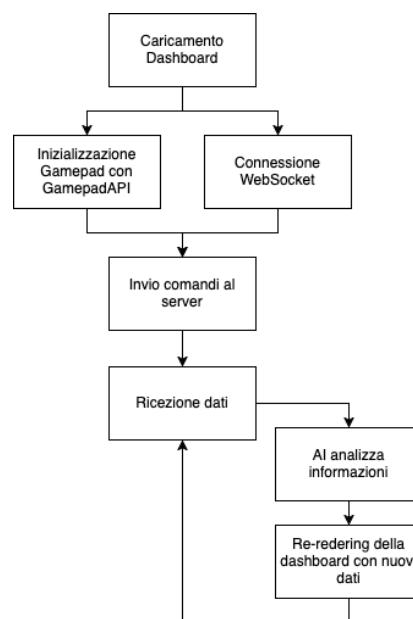 Caricamento
Dashboard
Inizializzazione
Gamepad con
GamepadAPI
Connessione
WebSocket
Invio comandi al
server
Ricezione dati
AI analizza
informazioni
Re-redering della
dashboard con nuov
dati